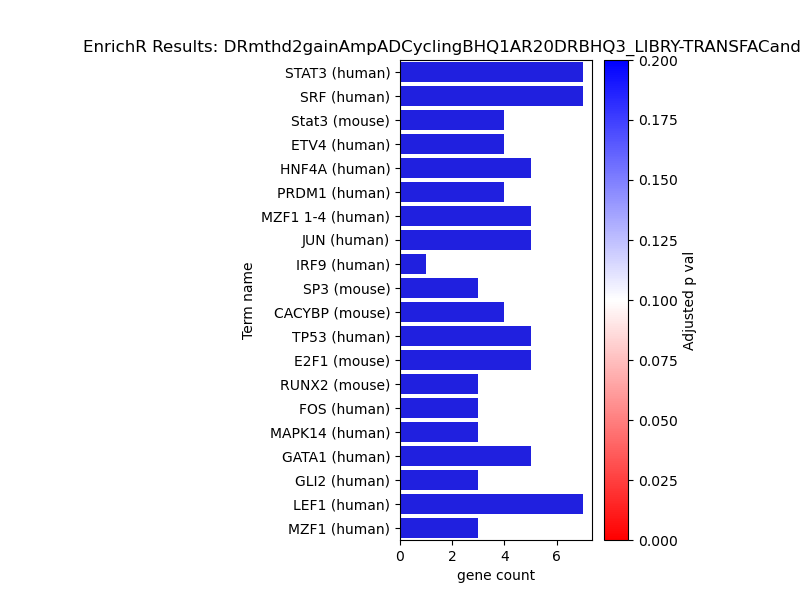 EnrichR Results: DRmthd2gainAmpADCyclingBHQ1AR20DRBHQ3_LIBRY-TRANSFACand
STAT3 (human)
SRF (human)
Stat3 (mouse)
ETV4 (human)
HNF4A (human)
PRDM1 (human)
MZF1 1-4 (human)
JUN (human)
IRF9 (human)
SP3 (mouse)
CACYBP (mouse)
TP53 (human)
E2F1 (mouse)
RUNX2 (mouse)
FOS (human)
MAPK14 (human)
GATA1 (human)
GLI2 (human)
LEF1 (human)
MZF1 (human)
Term name
0 2 4 6
gene count
0.200
0.175
0.150
0.125
0.100
0.075
0.050
0.025
0.000
Adjusted p val